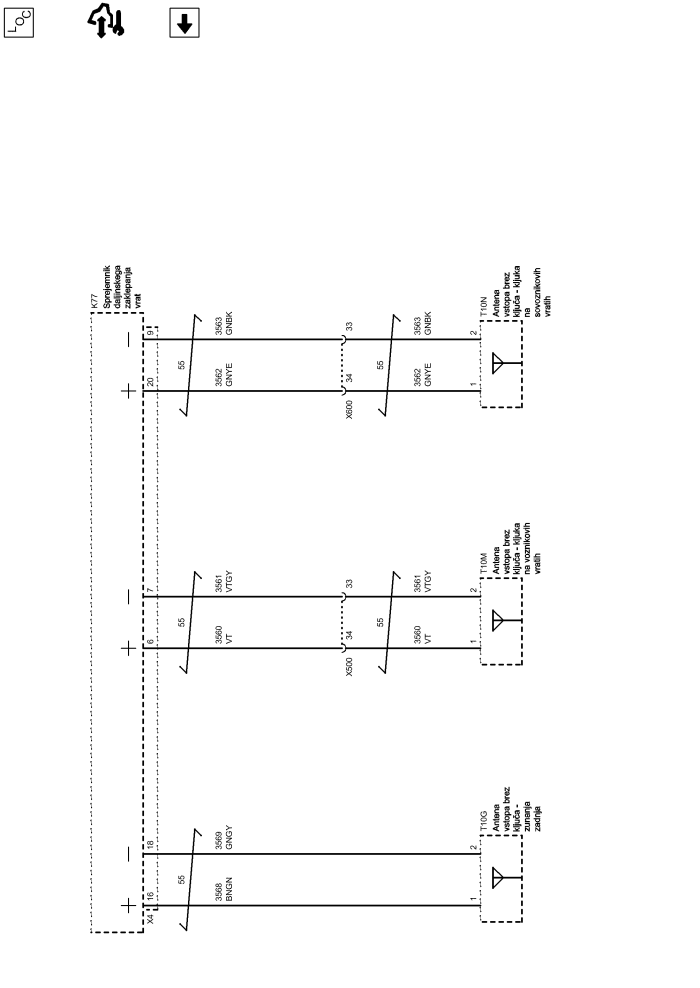 LOC
K77
Sprejemnik
daljinskega
zaklepanja
vrat
X4
16
18
6
7
20
9
55
3568
BNGN
3569
GNGY
55
3560
VT
3561
VTGY
55
3562
GNYE
3563
GNBK
X500
34
33
X600
34
33
55
3560
VT
3561
VTGY
55
3562
GNYE
3563
GNBK
1
2
T10G
Antena
vstopa brez
ključa -
zunanja
zadnja
1
2
T10M
Antena
vstopa brez
ključa - kljuka
na voznikovih
vratih
1
2
T10N
Antena
vstopa brez
ključa - kljuka
na
sovoznikovih
vratih